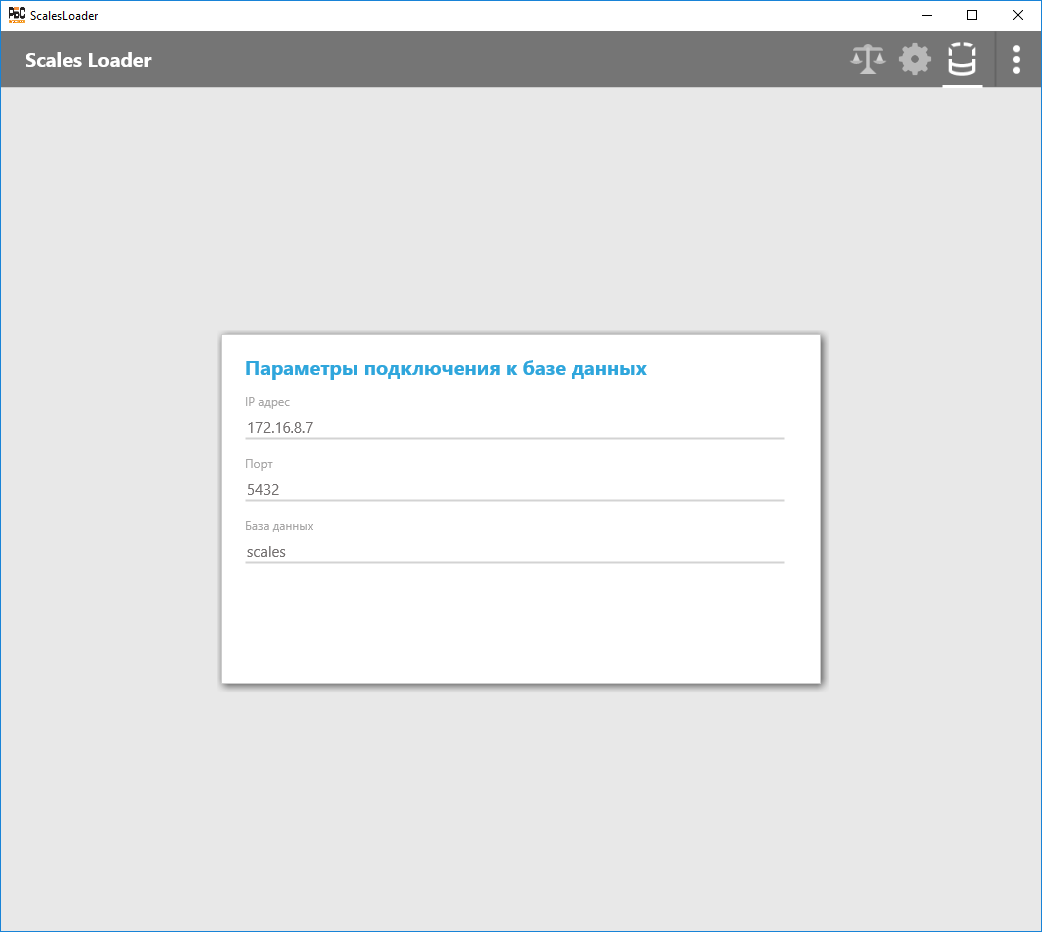 ScalesLoader
Scales Loader
Параметры подключения к базе данных
IP адрес
172.16.8.7
Порт
5432
База данных
scales